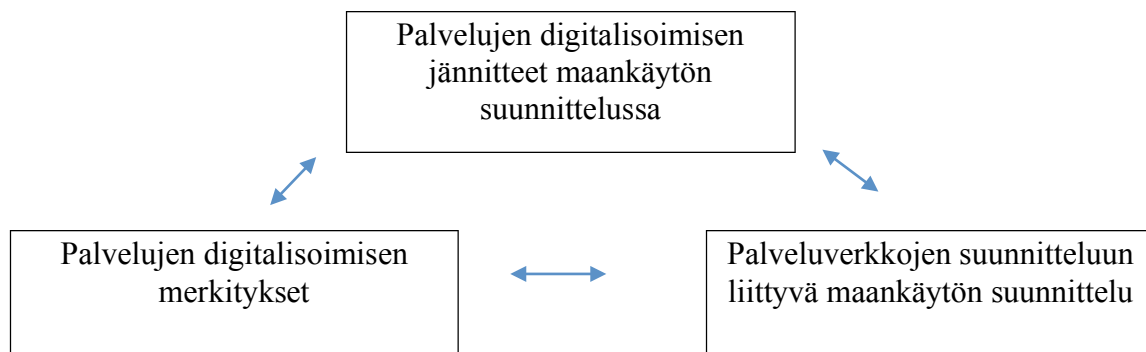 Palvelujen digitalisoimisen
jännitteet maankäytön
suunnittelussa
Palvelujen digitalisoimisen
merkitykset
Palveluverkkojen suunnitteluun
liittyvä maankäytön suunnittelu